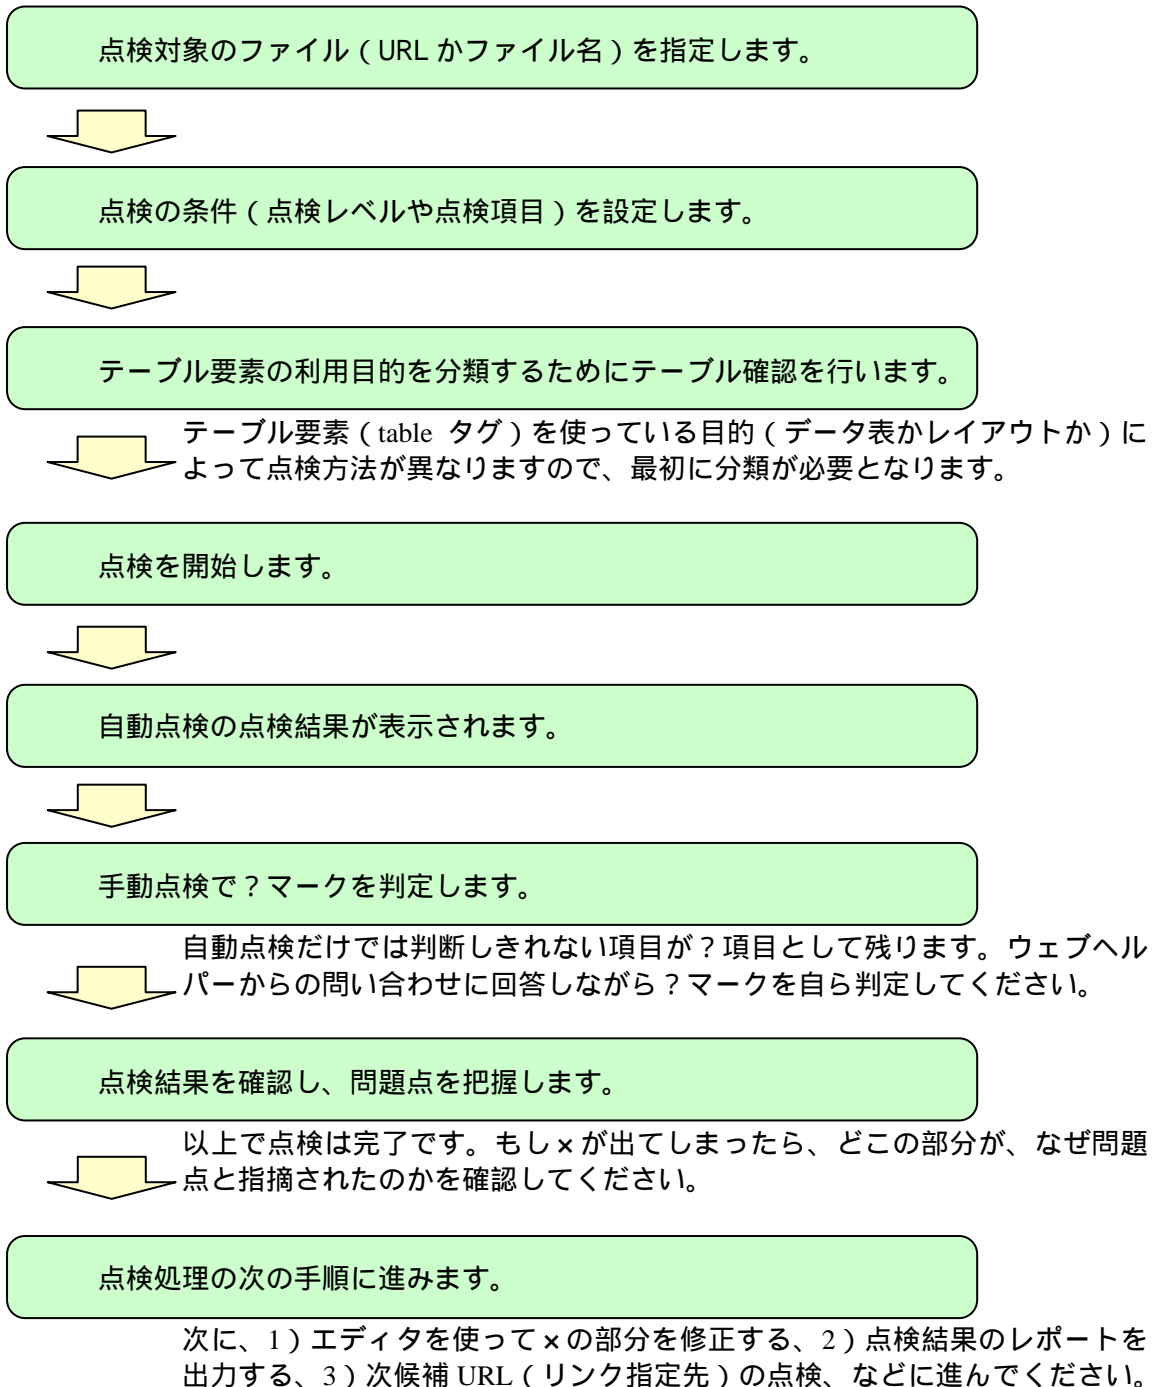 点検対象のファイル（URL かファイル名）を指定します。
点検の条件（点検レベルや点検項目）を設定します。
テーブル要素の利用目的を分類するためにテーブル確認を行います。
テーブル要素（table タグ）を使っている目的（データ表かレイアウトか）に
よって点検方法が異なりますので、最初に分類が必要となります。
点検を開始します。
自動点検の点検結果が表示されます。
手動点検で？マークを判定します。
自動点検だけでは判断しきれない項目が？項目として残ります。ウェブヘル
パーからの問い合わせに回答しながら？マークを自ら判定してください。
点検結果を確認し、問題点を把握します。
以上で点検は完了です。もし×が出てしまったら、どこの部分が、なぜ問題
点と指摘されたのかを確認してください。
点検処理の次の手順に進みます。
次に、1）エディタを使って×の部分を修正する、2）点検結果のレポートを
出力する、3）次候補 URL（リンク指定先）の点検、などに進んでください。